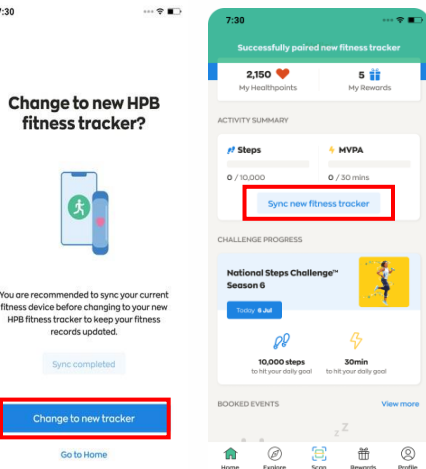 7:30
Change to new HPB
fitness tracker?
You are recommended to sync your current
fitness device before changing to your new
HPB fitness tracker to keep your fitness
records updated.
Sync completed
Change to new tracker
Go to Home
7:30
Successfully paired new fitness tracker
2,150 5
My Healthpoints My Rewards
ACTIVITY SUMMARY
Steps MVPA
0 / 10,000 0 / 30 mins
Sync new fitness tracker
CHALLENGE PROGRESS
National Steps Challenge™
Season 6
Today 6 Jul
10,000 steps 30min
to hit your daily goal to hit your daily goal
BOOKED EVENTS View more
z Z
Home Explore Scan Rewards Profile